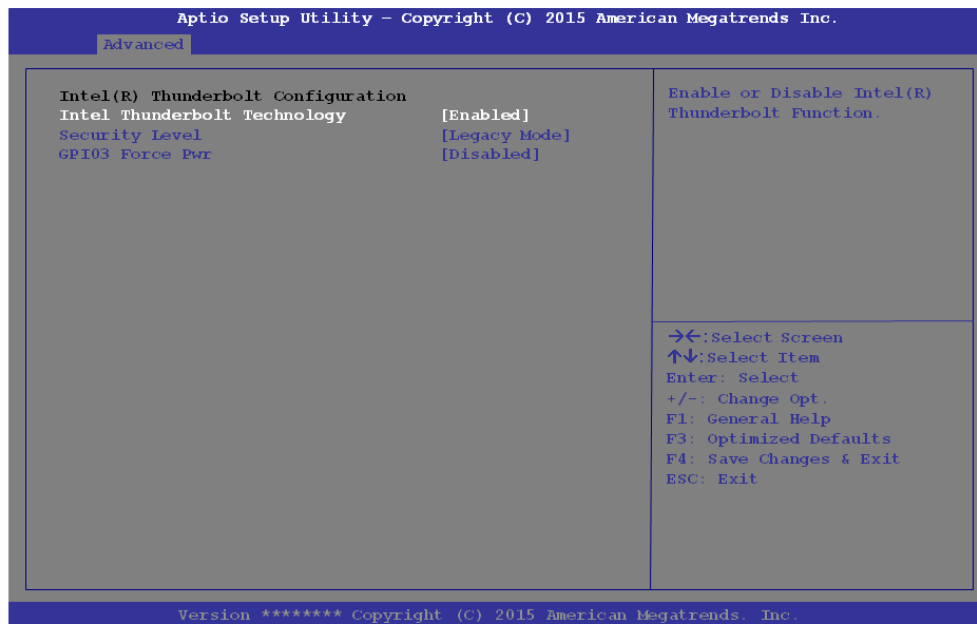 Aptio Setup Utility – Copyright (C) 2015 American Megatrends Inc.
Advanced
Intel(R) Thunderbolt Configuration
Intel Thunderbolt Technology [Enabled]
Security Level [Legacy Mode]
GPI03 Force Pwr [Disabled]
Enable or Disable Intel(R)
Thunderbolt Function.
→←:Select Screen
↑↓:Select Item
Enter: Select
+/-: Change Opt.
F1: General Help
F3: Optimized Defaults
F4: Save Changes & Exit
ESC: Exit
Version ******** Copyright (C) 2015 American Megatrends. Inc.